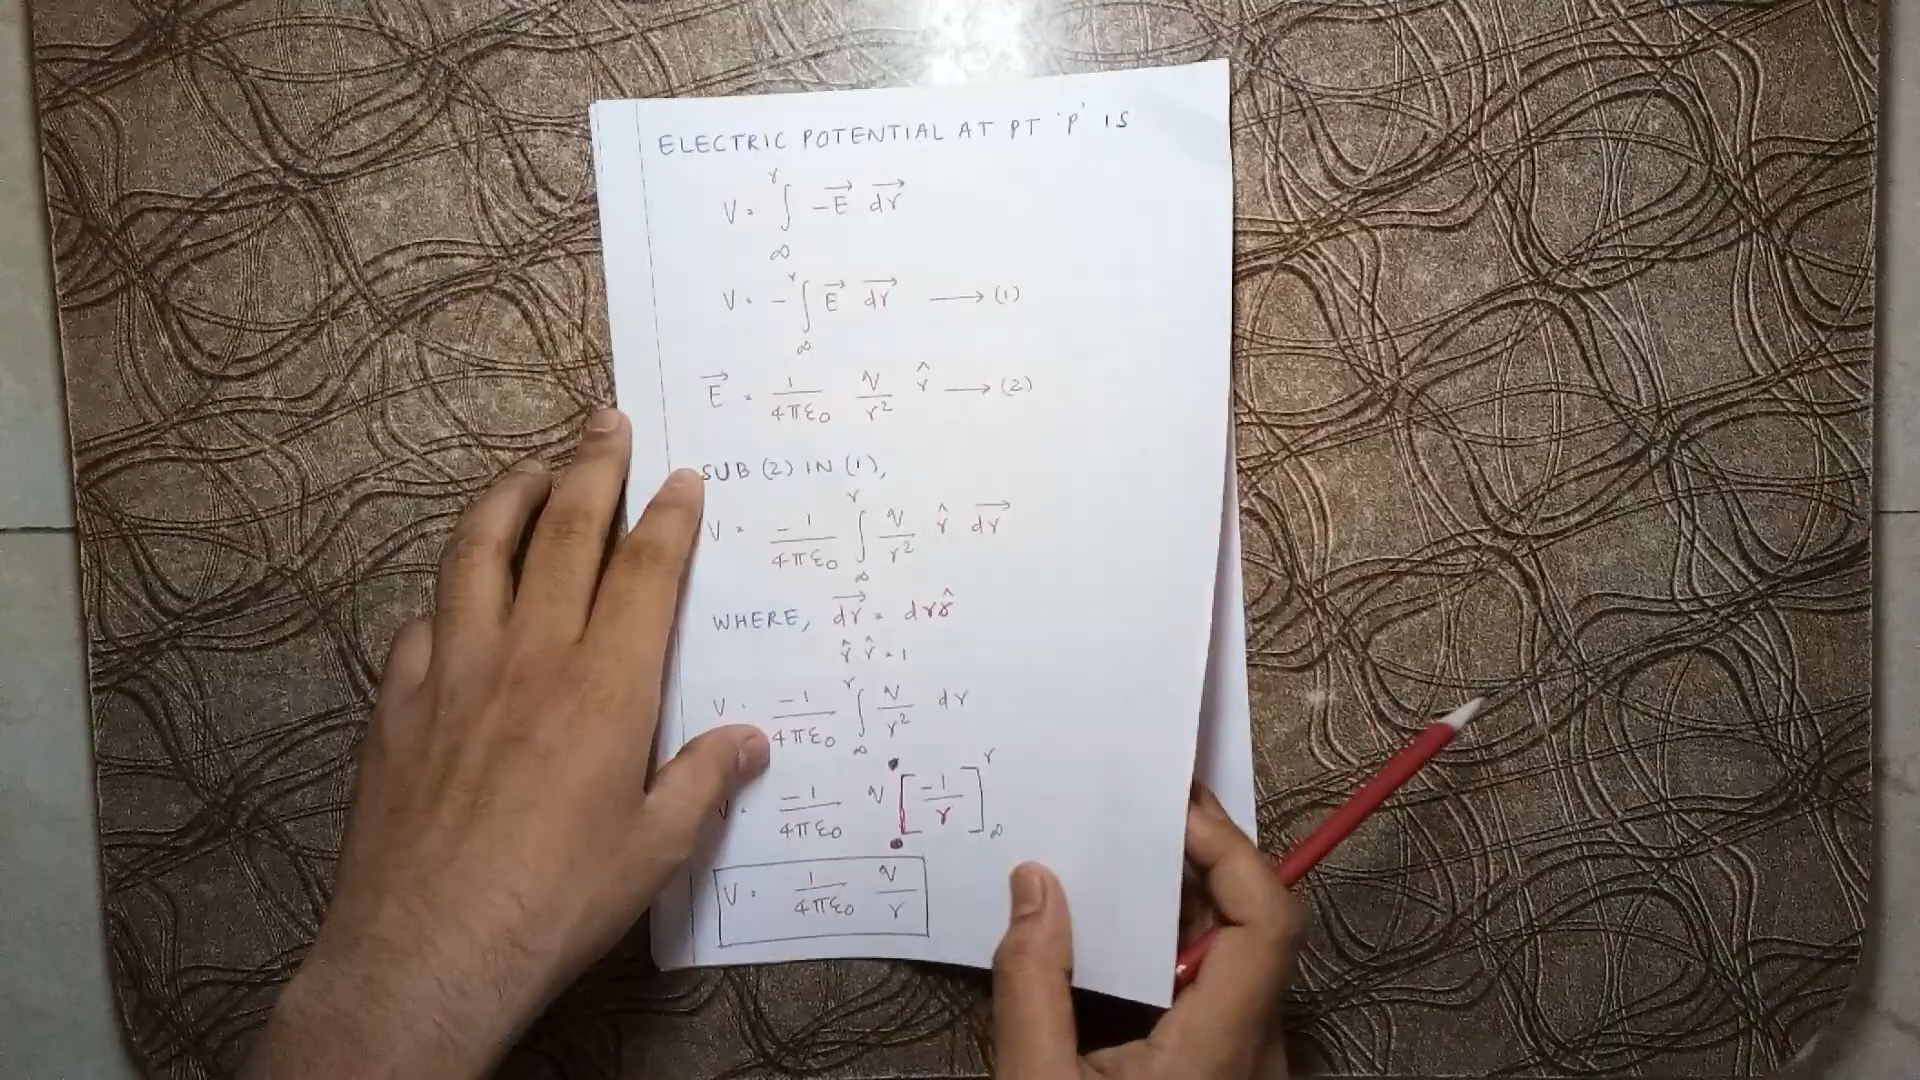 ELECTRIC POTENTIAL AT PT 'P' IS
V = ∫_∞^r -E⃗ dr⃗
V = - ∫_∞^r E⃗ dr⃗ ⟶ (1)
E⃗ = 1/4πε₀ q/r² r̂ ⟶ (2)
SUB (2) IN (1),
V = -1/4πε₀ ∫_∞^r q/r² r̂ dr⃗
WHERE, dr⃗ = dr r̂
r̂ r̂ = 1
V = -1/4πε₀ ∫_∞^r q/r² dr
V = -1/4πε₀ q [-1/r]_∞^r
V = 1/4πε₀ q/r